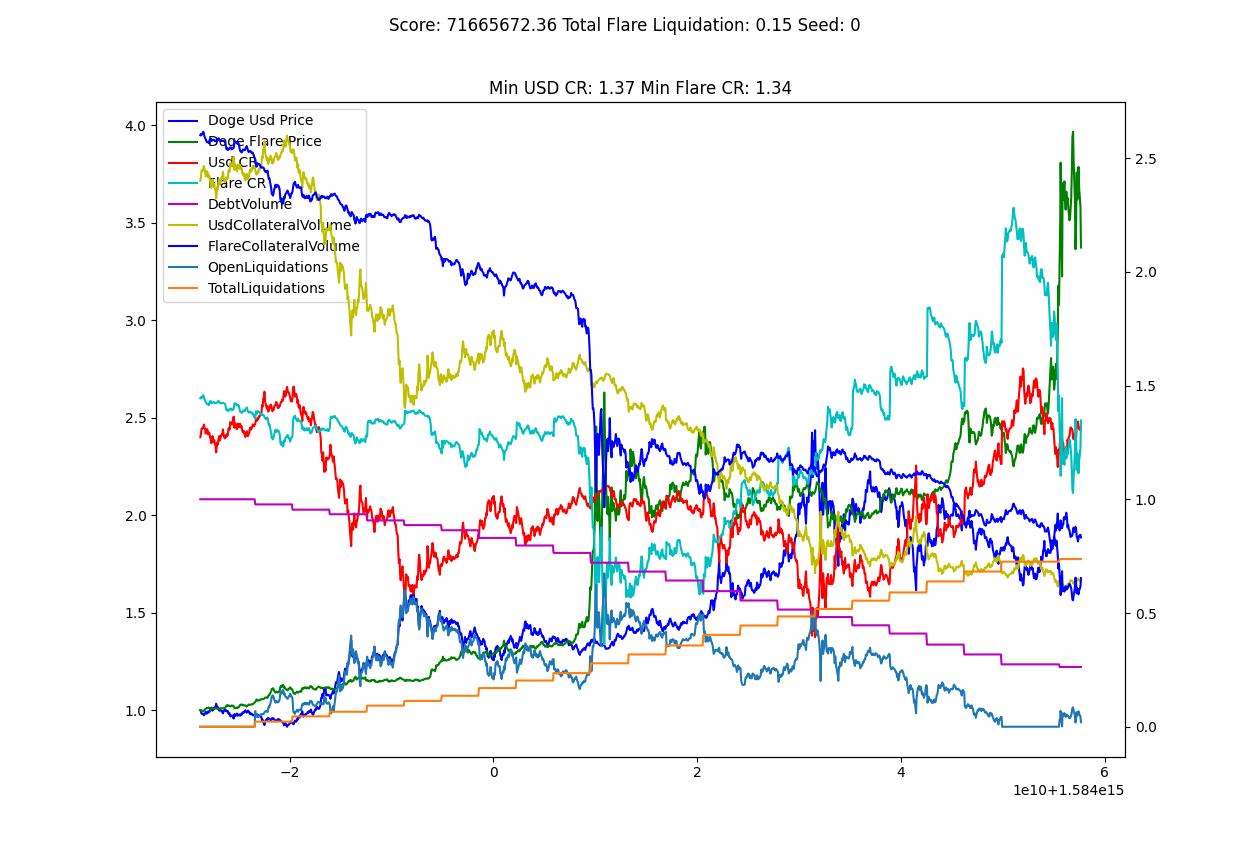 Score: 71665672.36 Total Flare Liquidation: 0.15 Seed: 0
Min USD CR: 1.37 Min Flare CR: 1.34
Doge Usd Price
Doge Flare Price
Usd CR
Flare CR
DebtVolume
UsdCollateralVolume
FlareCollateralVolume
OpenLiquidations
TotalLiquidations
4.0
3.5
3.0
2.5
2.0
1.5
1.0
2.5
2.0
1.5
1.0
0.5
0.0
−2
0
2
4
6
1e10+1.584e15